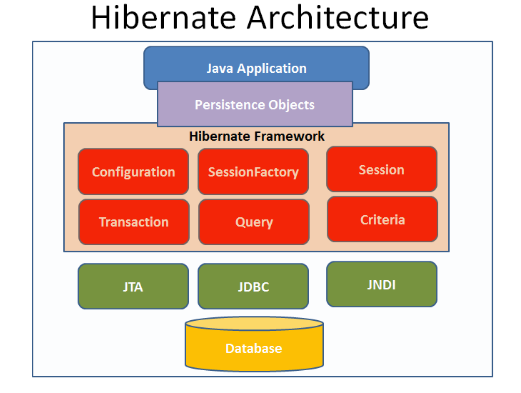 Hibernate Architecture
Java Application
Persistence Objects
Hibernate Framework
Configuration
SessionFactory
Session
Transaction
Query
Criteria
JTA
JDBC
JNDI
Database